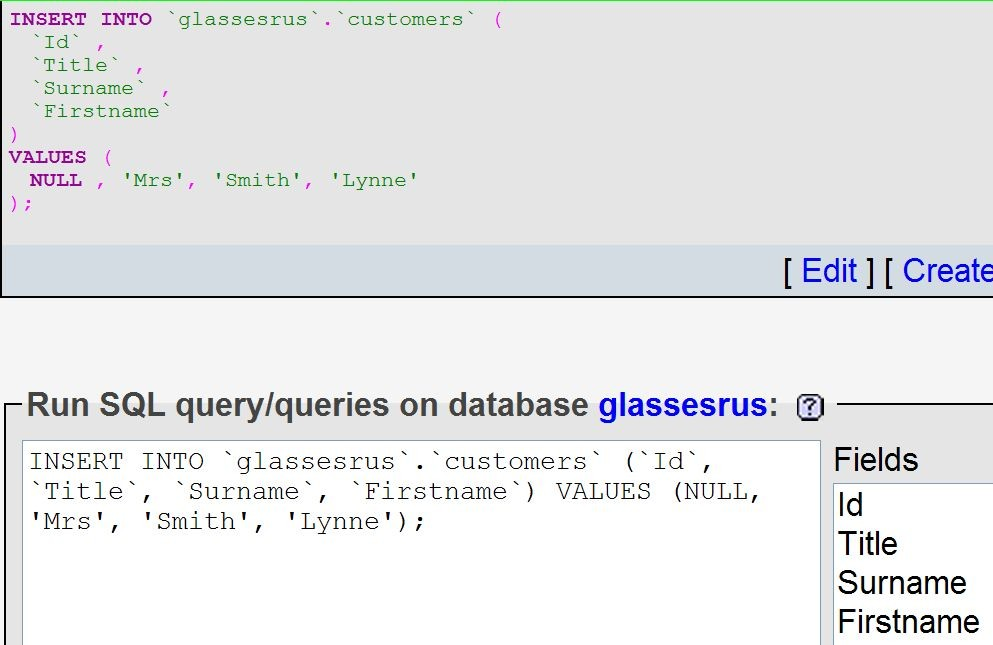 INSERT INTO `glassesrus`.`customers` (
`Id` ,
`Title` ,
`Surname` ,
`Firstname`
)
VALUES (
NULL , 'Mrs', 'Smith', 'Lynne'
);
[ Edit ] [ Create
Run SQL query/queries on database glassesrus: ?
INSERT INTO `glassesrus`.`customers` (`Id`,
`Title`, `Surname`, `Firstname`) VALUES (NULL,
'Mrs', 'Smith', 'Lynne');
Fields
Id
Title
Surname
Firstname